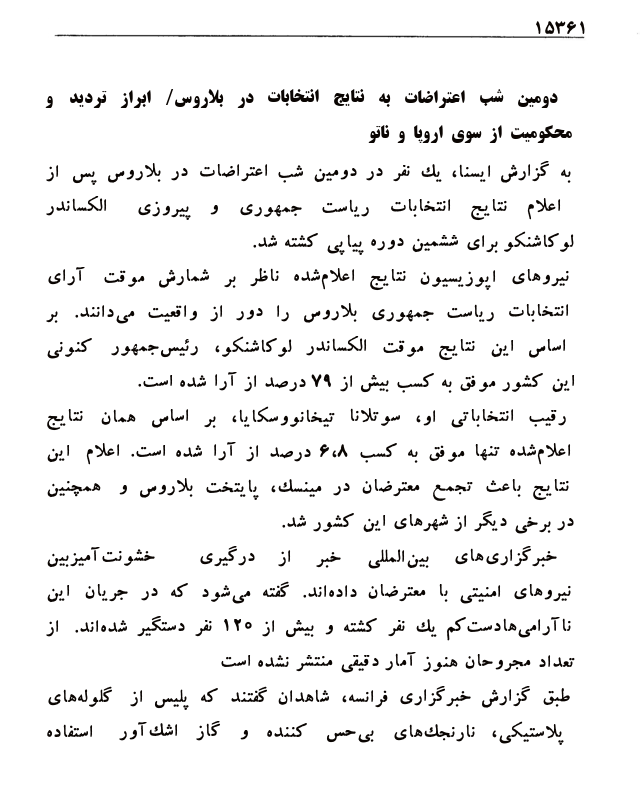 ۱۵۳۶۱
دومین شب اعتراضات به نتایج انتخابات در بلاروس/ ابراز تردید و
محکومیت از سوی اروپا و ناتو
به گزارش ایسنا، یك نفر در دومین شب اعتراضات در بلاروس پس از
اعلام نتایج انتخابات ریاست جمهوری و پیروزی الکساندر
لوکاشنکو برای ششمین دوره پیاپی کشته شد.
نیروهای اپوزیسیون نتایج اعلام‌شده ناظر بر شمارش موقت آرای
انتخابات ریاست جمهوری بلاروس را دور از واقعیت می‌دانند. بر
اساس این نتایج موقت الکساندر لوکاشنکو، رئیس‌جمهور کنونی
این کشور موفق به کسب بیش از ۷۹ درصد از آرا شده است.
رقیب انتخاباتی او، سوتلانا تیخانووسکایا، بر اساس همان نتایج
اعلام‌شده تنها موفق به کسب ۶،۸ درصد از آرا شده است. اعلام این
نتایج باعث تجمع معترضان در مینسك، پایتخت بلاروس و همچنین
در برخی دیگر از شهرهای این کشور شد.
خبرگزاری‌های بین‌المللی خبر از درگیری خشونت‌آمیزبین
نیروهای امنیتی با معترضان داده‌اند. گفته می‌شود که در جریان این
ناآرامی‌هادست‌کم یك نفر کشته و بیش از ۱۲۰ نفر دستگیر شده‌اند. از
تعداد مجروحان هنوز آمار دقیقی منتشر نشده است
طبق گزارش خبرگزاری فرانسه، شاهدان گفتند که پلیس از گلوله‌های
پلاستیکی، نارنجك‌های بی‌حس کننده و گاز اشك‌آور استفاده